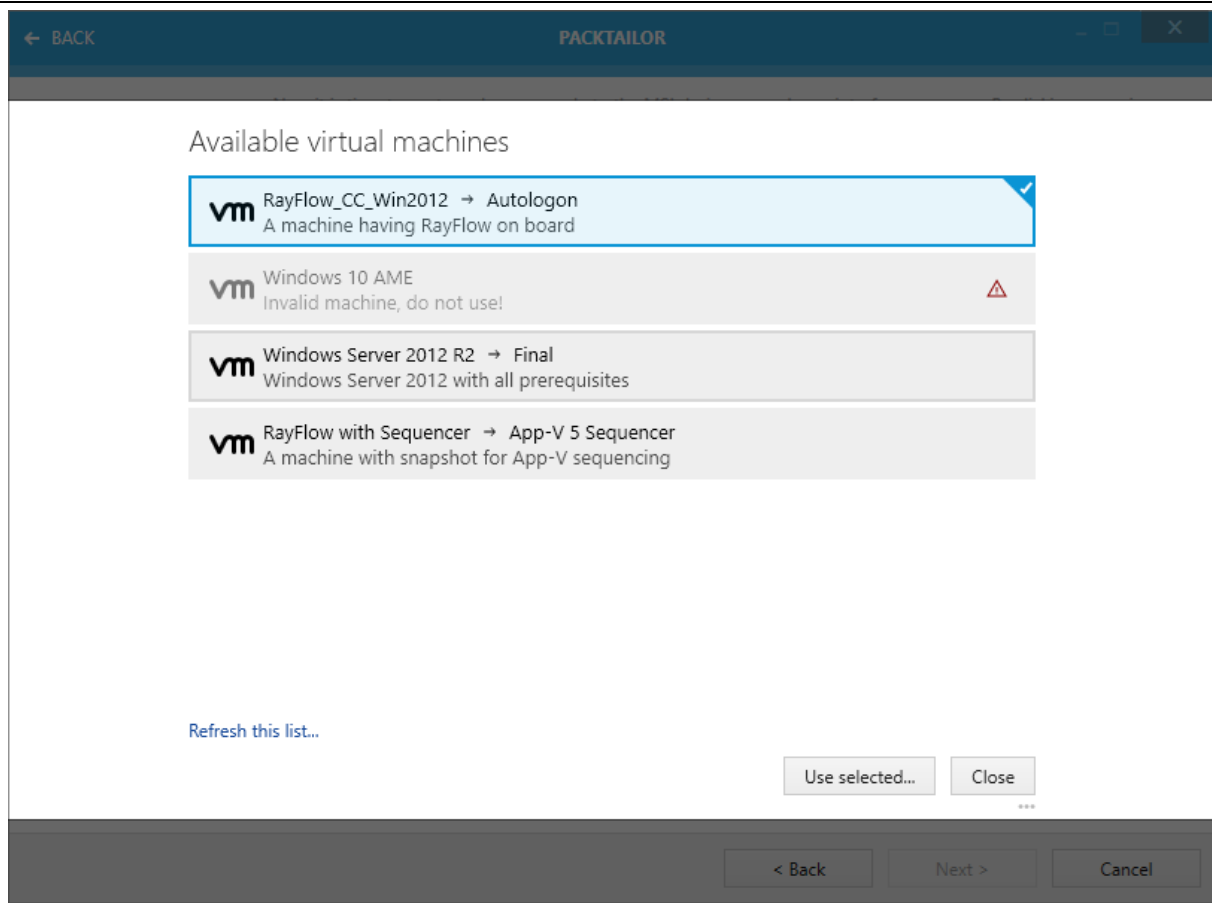 ← BACK
PACKTAILOR
Available virtual machines
vm
RayFlow_CC_Win2012 → Autologon
A machine having RayFlow on board
vm
Windows 10 AME
Invalid machine, do not use!
vm
Windows Server 2012 R2 → Final
Windows Server 2012 with all prerequisites
vm
RayFlow with Sequencer → App-V 5 Sequencer
A machine with snapshot for App-V sequencing
Refresh this list...
Use selected...
Close
< Back
Next >
Cancel